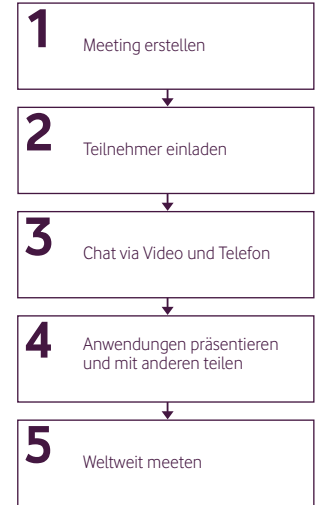 1
Meeting erstellen
2
Teilnehmer einladen
3
Chat via Video und Telefon
4
Anwendungen präsentieren
und mit anderen teilen
5
Weltweit meeten